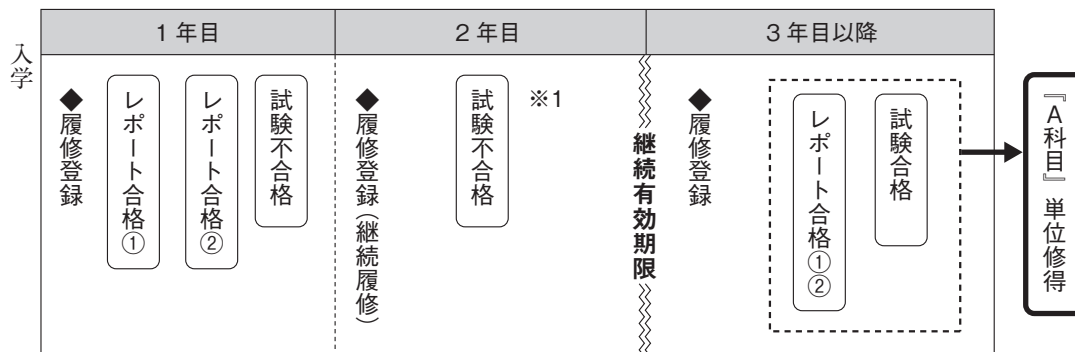 1年目
2年目
3年目以降
入学
◆履修登録
レポート合格①
レポート合格②
試験不合格
◆履修登録（継続履修）
試験不合格
※1
継続有効期限
◆履修登録
レポート合格①②
試験合格
『A科目』単位修得